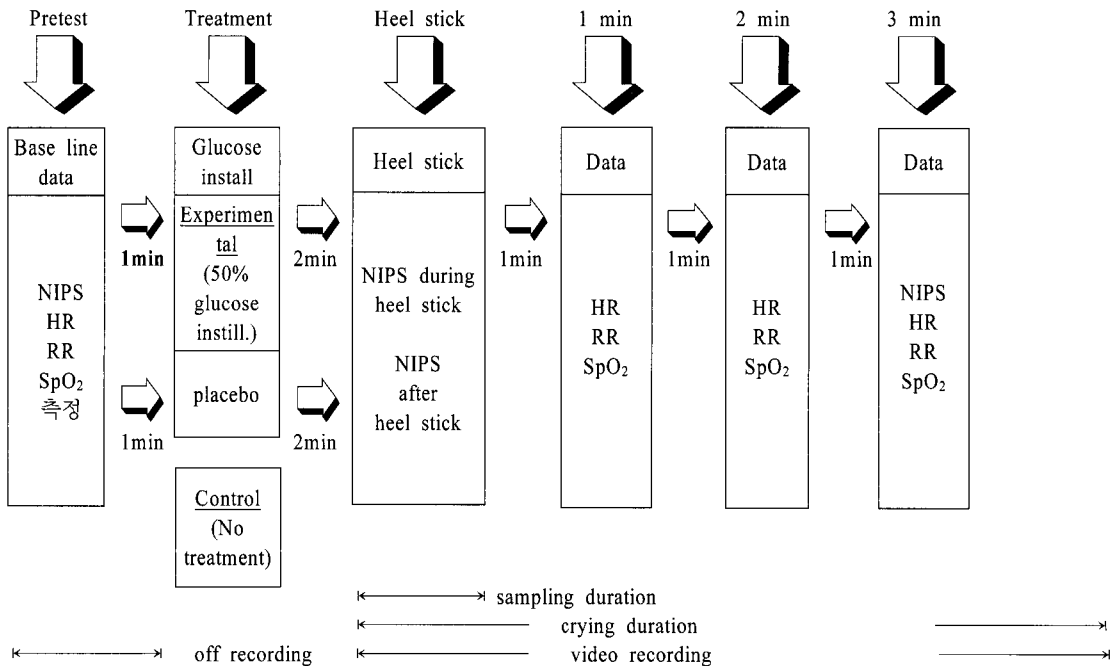 Pretest
Treatment
Heel stick
1 min
2 min
3 min
Base line
data
NIPS
HR
RR
SpO₂
측정
1min
1min
Glucose
install
Experimen
tal
(50%
glucose
instill.)
placebo
Control
(No
treatment)
2min
2min
Heel stick
NIPS during
heel stick
NIPS
after
heel stick
1min
Data
HR
RR
SpO₂
1min
Data
HR
RR
SpO₂
1min
Data
NIPS
HR
RR
SpO₂
sampling duration
crying duration
off recording
video recording